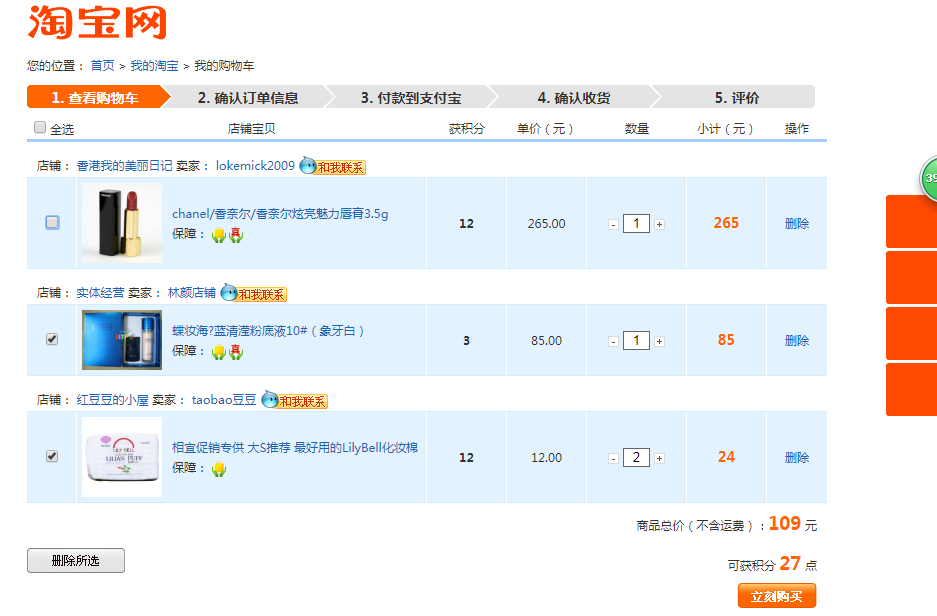 淘宝网
您的位置： 首页 > 我的淘宝 > 我的购物车
1. 查看购物车 2. 确认订单信息 3. 付款到支付宝 4. 确认收货 5. 评价
全选 店铺宝贝 获积分 单价（元） 数量 小计（元） 操作
店铺： 香港我的美丽日记 卖家： lokemick2009 和我联系
chanel/香奈尔/香奈尔炫亮魅力唇膏3.5g
保障： 真
12 265.00 - 1 + 265 删除
店铺： 实体经营 卖家： 林颜店铺 和我联系
蝶妆海?蓝清滢粉底液10#（象牙白）
保障： 真
3 85.00 - 1 + 85 删除
店铺： 红豆豆的小屋 卖家： taobao豆豆 和我联系
LILY BELL
LILIAN PUFF
相宜促销专供 大S推荐 最好用的LilyBell化妆棉
保障：
12 12.00 - 2 + 24 删除
商品总价（不含运费）：109 元
删除所选
可获积分 27 点
立刻购买
39